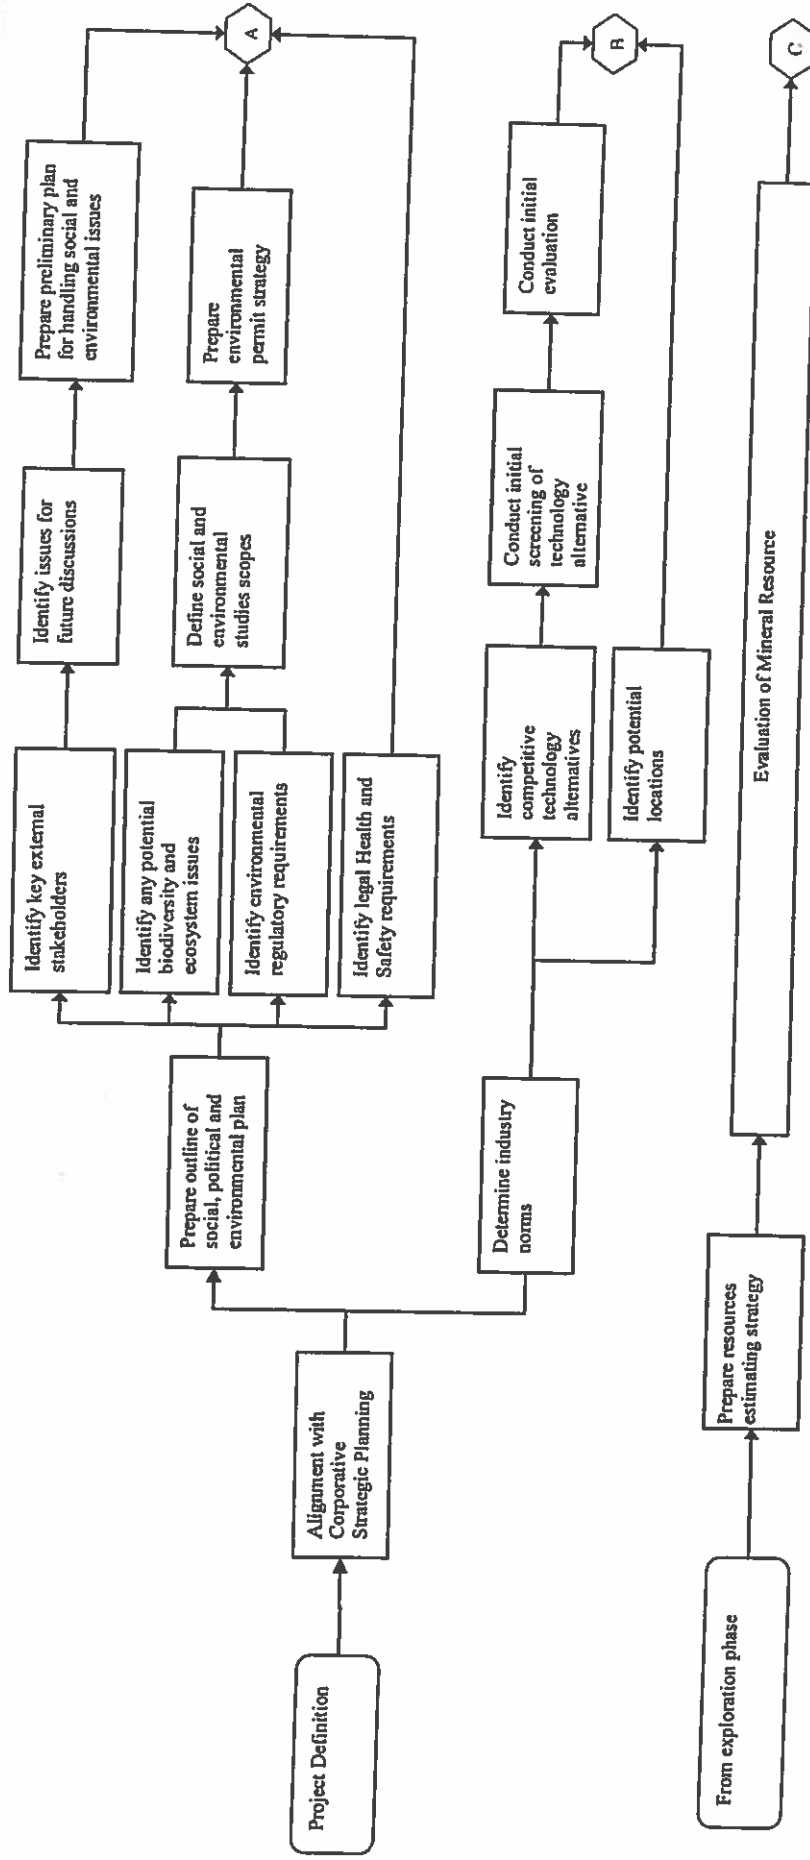 Project Definition
Alignment with
Corporative
Strategic Planning
Prepare outline of
social, political and
environmental plan
Identify key external
stakeholders
Identify issues for
future discussions
Prepare preliminary plan
for handling social and
environmental issues
A
Identify any potential
biodiversity and
ecosystem issues
Identify environmental
regulatory requirements
Define social and
environmental
studies scopes
Prepare
environmental
permit strategy
Identify legal Health and
Safety requirements
Determine industry
norms
Identify
competitive
technology
alternatives
Conduct initial
screening of
technology
alternative
Conduct initial
evaluation
B
Identify potential
locations
From exploration phase
Prepare resources
estimating strategy
Evaluation of Mineral Resource
C